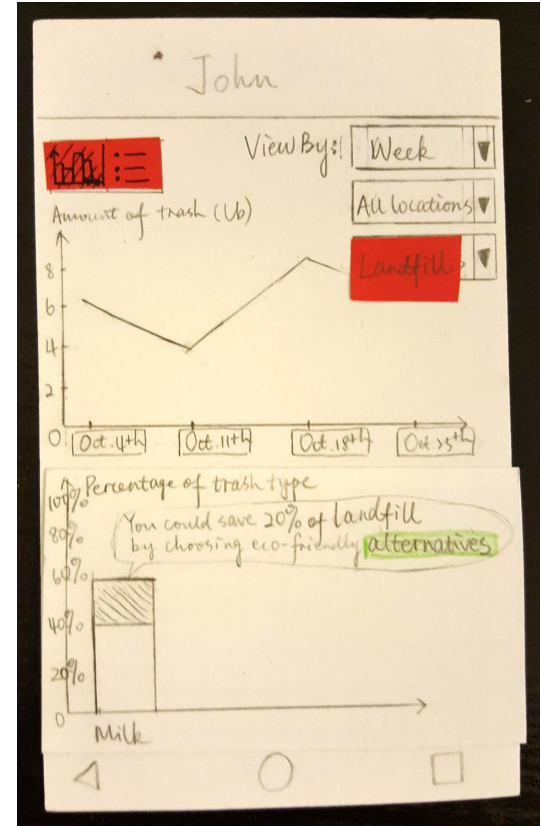 John
View By: Week
All locations
Amount of trash (Lb)
Landfill
8
6
4
2
0
Oct.4th Oct.11th Oct.18th Oct.25th
Percentage of trash type
100%
You could save 20% of landfill
80%
by choosing eco-friendly alternatives
60%
40%
20%
0
Milk